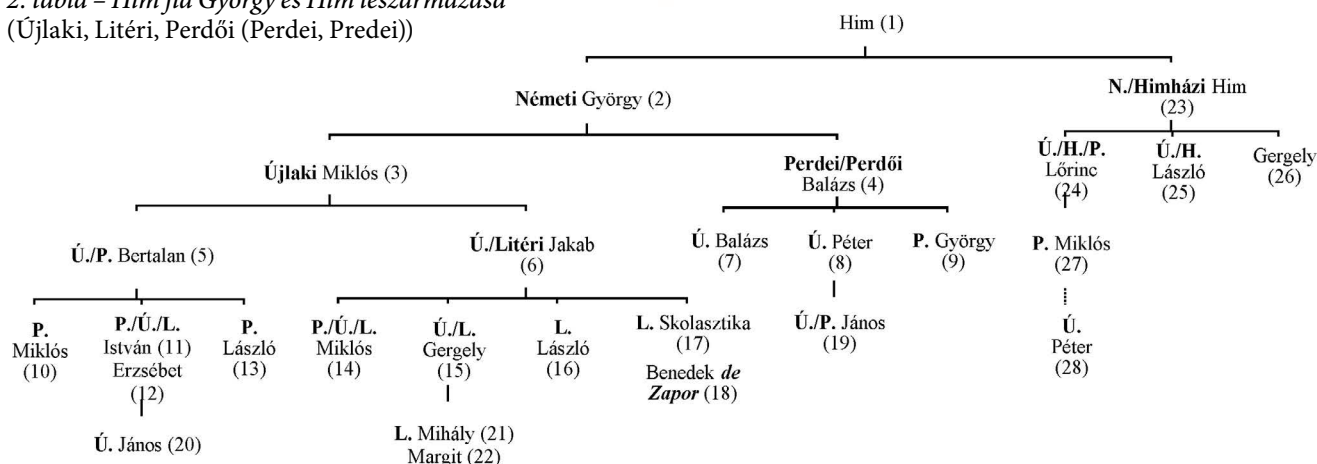 2. tábla – Him fia György és Him leszármazása
(Újlaki, Litéri, Perdői (Perdei, Predei))
Him (1)
Németi György (2)
N./Himházi Him
(23)
Újlaki Miklós (3)
Perdei/Perdői
Balázs (4)
Ú./H./P.
Lőrinc
(24)
Ú./H.
László
(25)
Gergely
(26)
Ú./P. Bertalan (5)
Ú./Litéri Jakab
(6)
Ú. Balázs
(7)
Ú. Péter
(8)
P. György
(9)
P. Miklós
(27)
P.
Miklós
(10)
P./Ú./L.
István (11)
Erzsébet
(12)
P.
László
(13)
P./Ú./L.
Miklós
(14)
Ú./L.
Gergely
(15)
L.
László
(16)
L. Skolasztika
(17)
Benedek de
Zapor (18)
Ú./P. János
(19)
Ú.
Péter
(28)
Ú. János (20)
L. Mihály (21)
Margit (22)